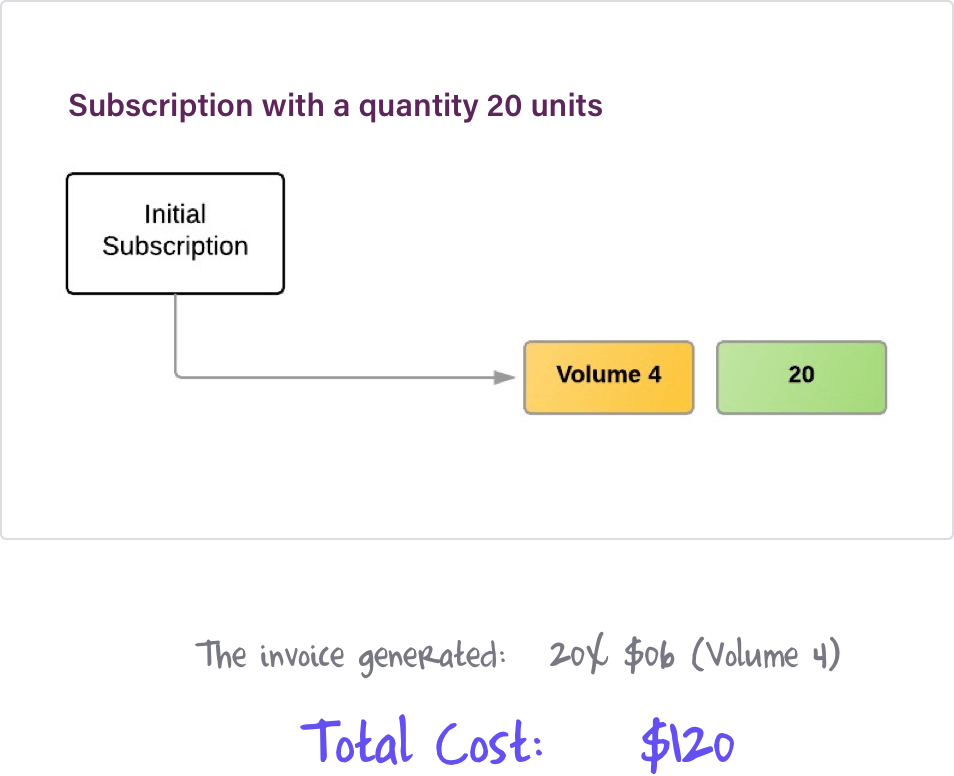 Subscription with a quantity 20 units
Initial
Subscription
Volume 4
20
The invoice generated: 20X $06 (Volume 4)
Total Cost: $120